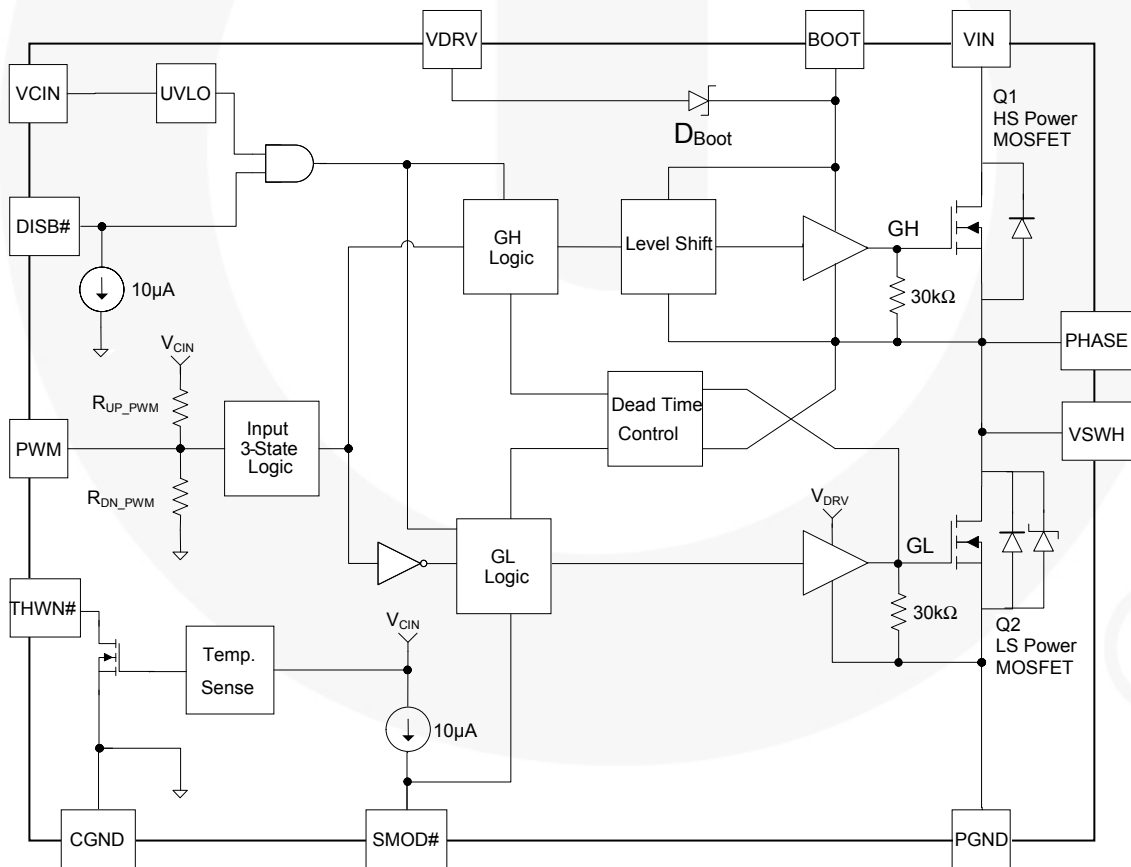 VDRV
BOOT
VIN
VCIN
UVLO
Q1
HS Power
MOSFET
DBoot
DISB#
GH
Logic
Level Shift
GH
10µA
30kΩ
VCIN
PHASE
RUP_PWM
Dead Time
Control
PWM
Input
3-State
Logic
VSWH
RDN_PWM
VDRV
GL
Logic
GL
THWN#
VCIN
30kΩ
Q2
LS Power
MOSFET
Temp.
Sense
10µA
CGND
SMOD#
PGND